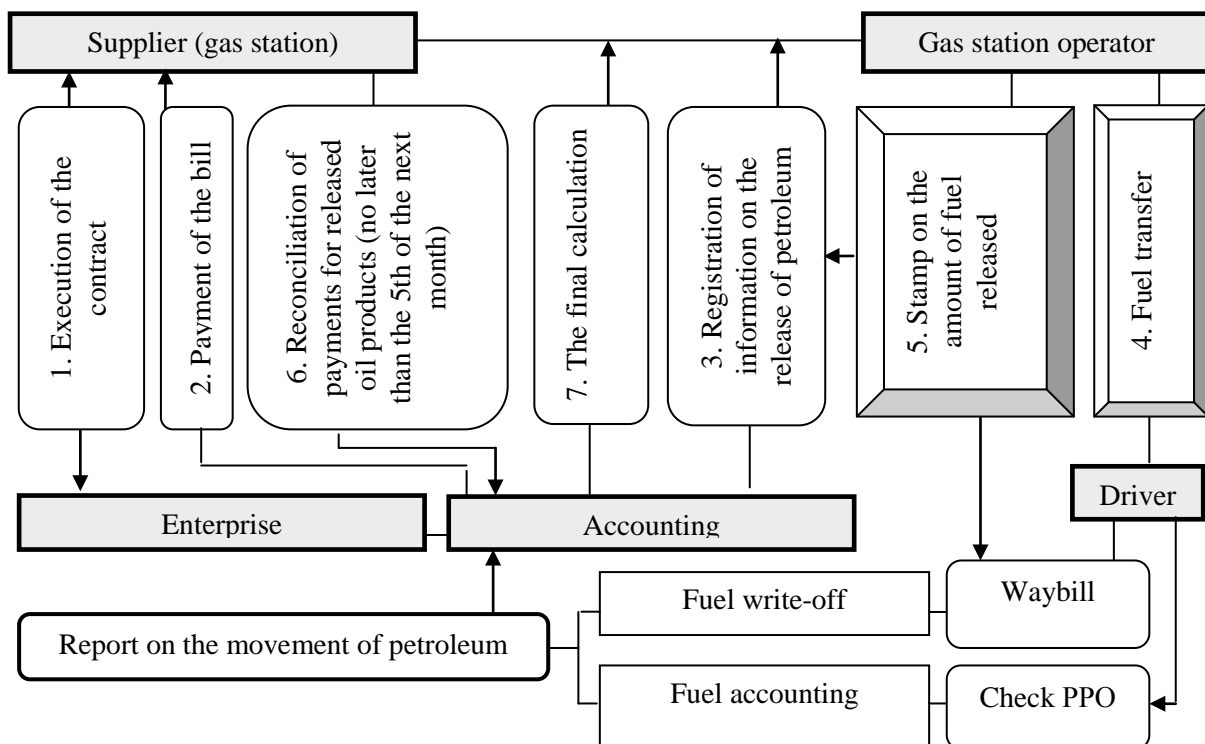 Supplier (gas station)
Gas station operator
1. Execution of the
contract
2. Payment of the bill
6. Reconciliation of
payments for released
oil products (no later
than the 5th of the next
month)
7. The final calculation
3. Registration of
information on the
release of petroleum
5. Stamp on the
amount of fuel
released
4. Fuel transfer
Enterprise
Accounting
Driver
Fuel write-off
Waybill
Report on the movement of petroleum
Fuel accounting
Check PPO